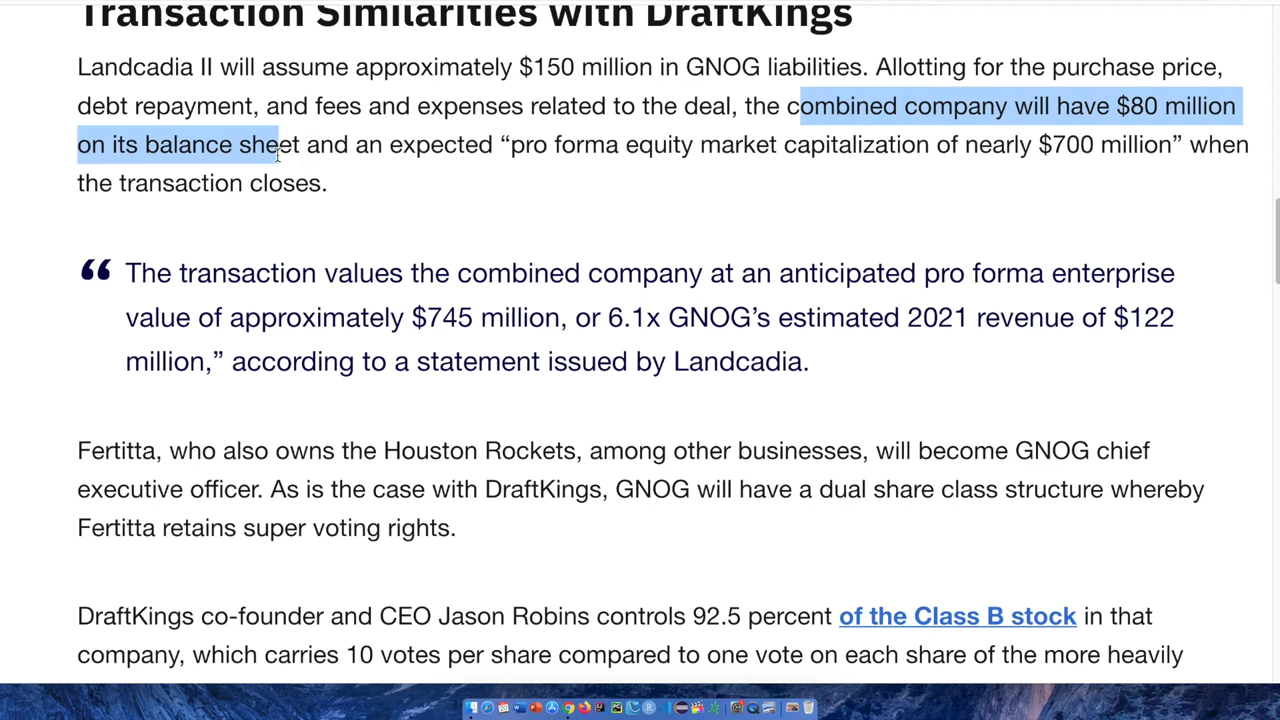 Transaction Similarities with DraftKings
Landcadia II will assume approximately $150 million in GNOG liabilities. Allotting for the purchase price,
debt repayment, and fees and expenses related to the deal, the combined company will have $80 million
on its balance sheet and an expected “pro forma equity market capitalization of nearly $700 million” when
the transaction closes.
“ The transaction values the combined company at an anticipated pro forma enterprise
value of approximately $745 million, or 6.1x GNOG’s estimated 2021 revenue of $122
million,” according to a statement issued by Landcadia.
Fertitta, who also owns the Houston Rockets, among other businesses, will become GNOG chief
executive officer. As is the case with DraftKings, GNOG will have a dual share class structure whereby
Fertitta retains super voting rights.
DraftKings co-founder and CEO Jason Robins controls 92.5 percent of the Class B stock in that
company, which carries 10 votes per share compared to one vote on each share of the more heavily